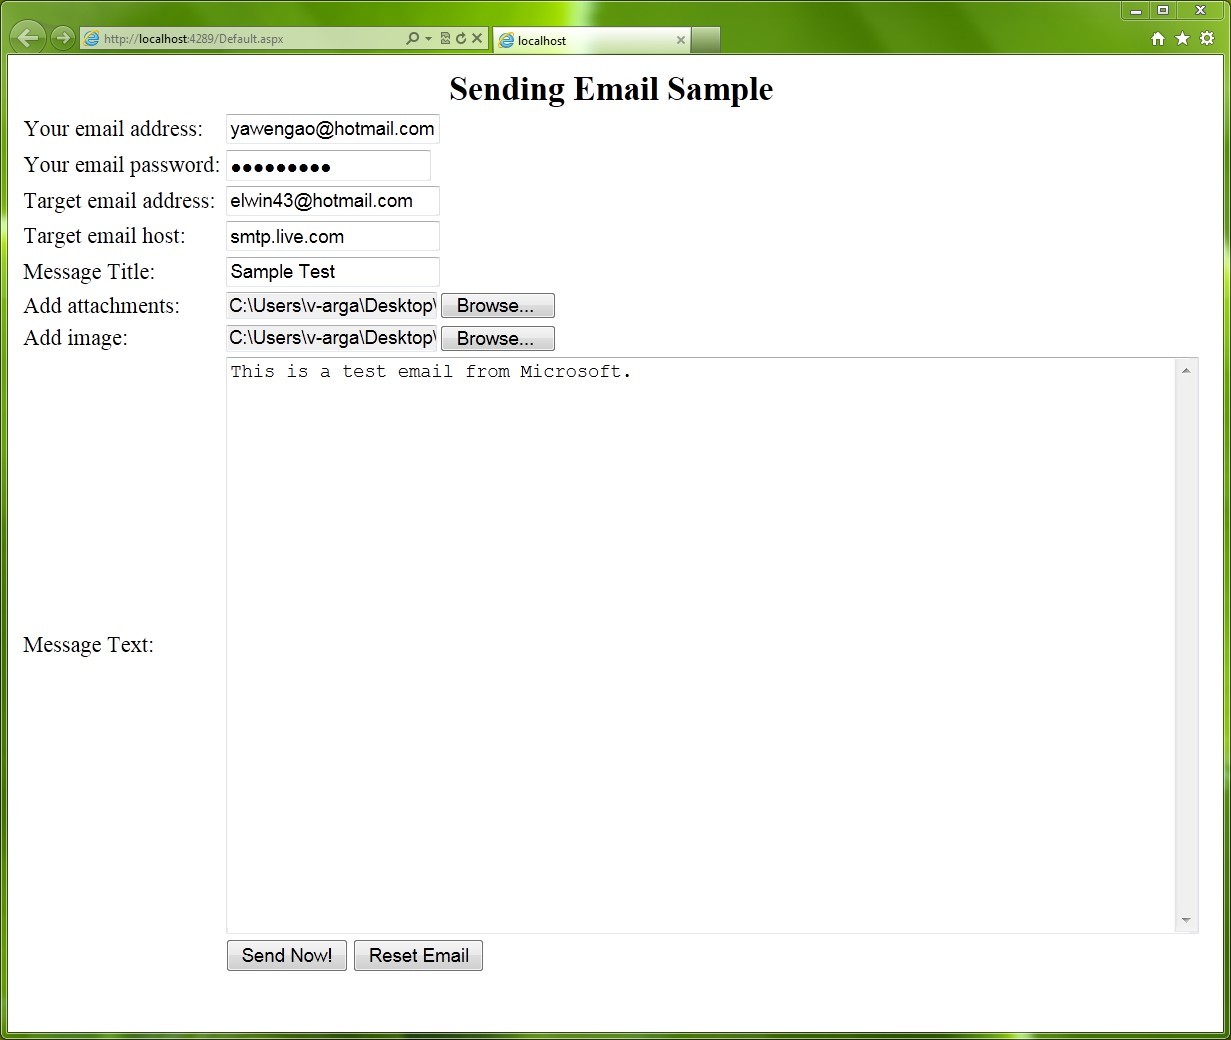 http://localhost:4289/Default.aspx
localhost
Sending Email Sample
Your email address: yawengao@hotmail.com
Your email password: ●●●●●●●●●
Target email address: elwin43@hotmail.com
Target email host: smtp.live.com
Message Title: Sample Test
Add attachments: C:\Users\v-arga\Desktop\ Browse...
Add image: C:\Users\v-arga\Desktop\ Browse...
This is a test email from Microsoft.
Message Text:
Send Now! Reset Email